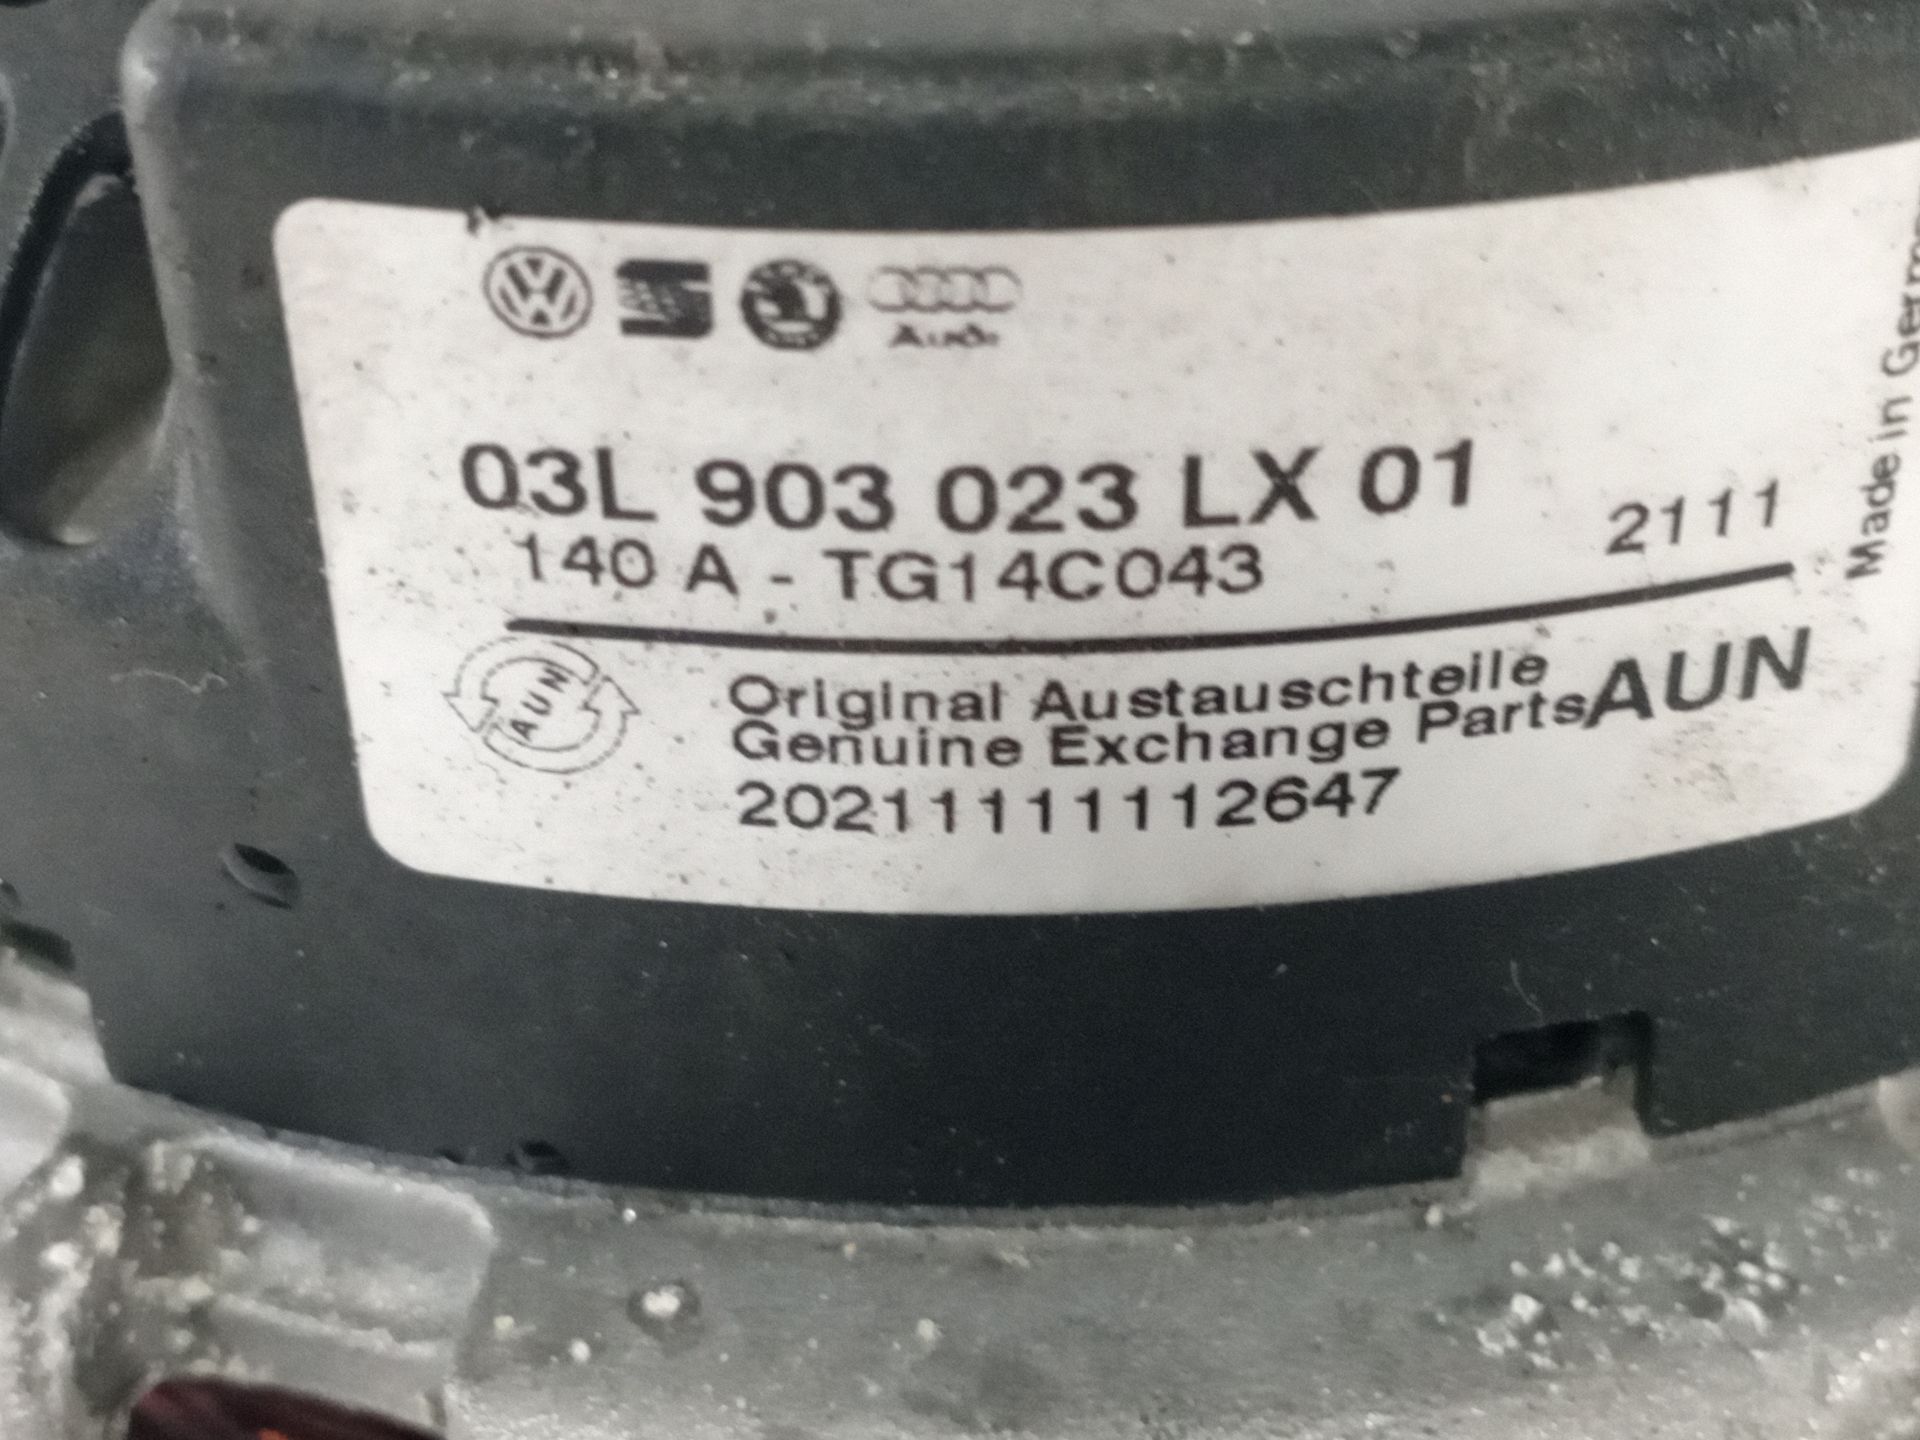 Audi
03L 903 023 LX 01
140 A - TG14C043
2111
AUN
Original Austauschteile
Genuine Exchange Parts
AUN
20211111112647
Made in